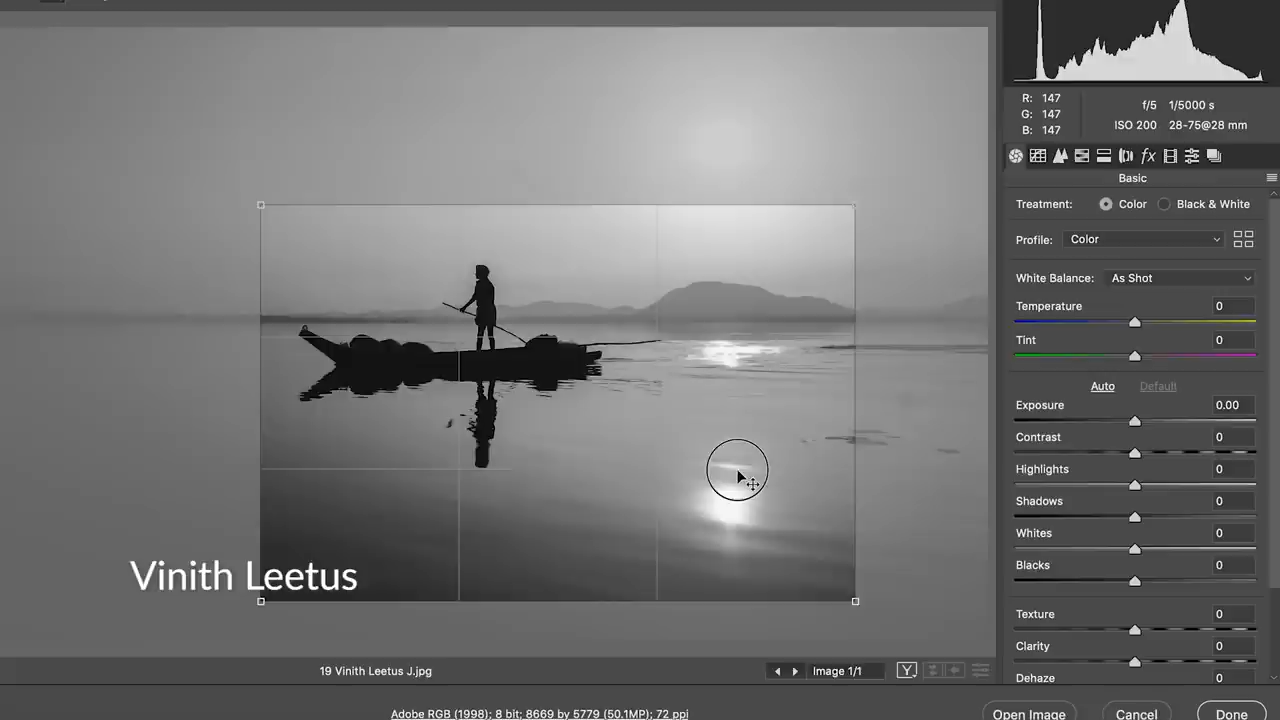 R: 147
G: 147
B: 147
f/5 1/5000 s
ISO 200 28-75@28 mm
fx
Basic
Treatment: Color Black & White
Profile: Color
White Balance: As Shot
Temperature 0
Tint 0
Auto Default
Exposure 0.00
Contrast 0
Highlights 0
Shadows 0
Whites 0
Blacks 0
Texture 0
Clarity 0
Dehaze 0
Vinith Leetus
19 Vinith Leetus J.jpg
Image 1/1
Y
Adobe RGB (1998); 8 bit; 8669 by 5779 (50.1MP); 72 ppi
Open Image Cancel Done